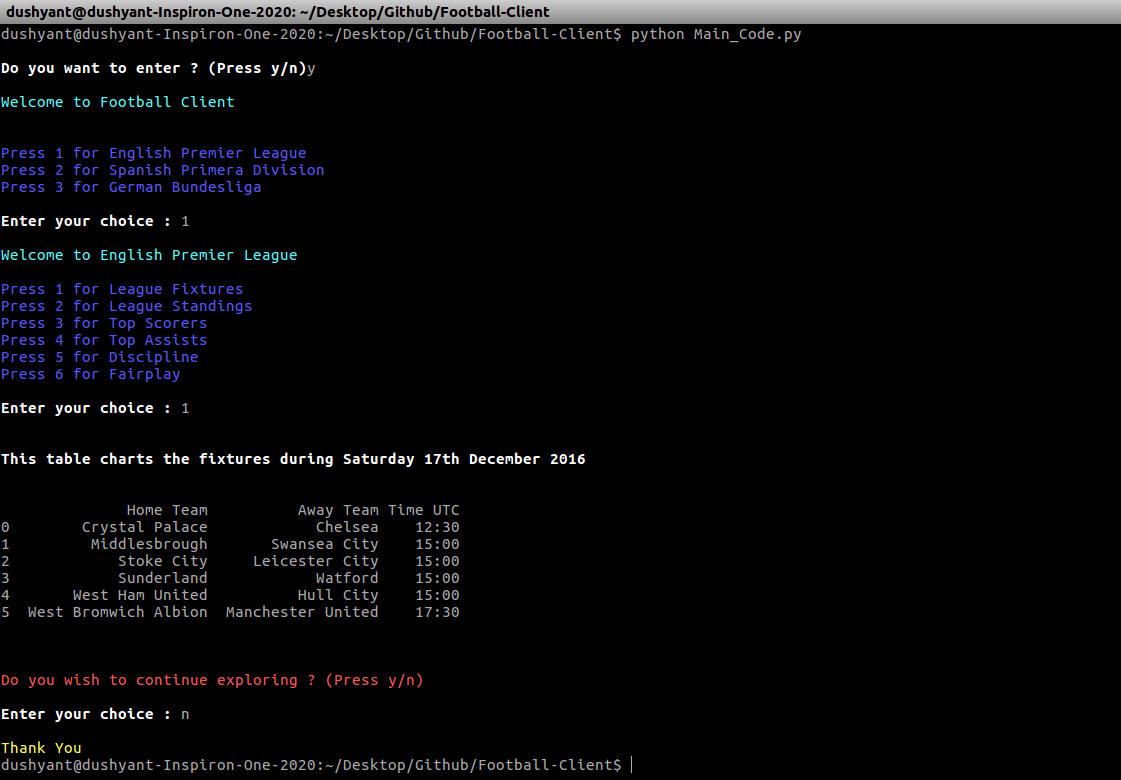 dushyant@dushyant-Inspiron-One-2020: ~/Desktop/Github/Football-Client
dushyant@dushyant-Inspiron-One-2020:~/Desktop/Github/Football-Client$ python Main_Code.py
Do you want to enter ? (Press y/n)y
Welcome to Football Client
Press 1 for English Premier League
Press 2 for Spanish Primera Division
Press 3 for German Bundesliga
Enter your choice : 1
Welcome to English Premier League
Press 1 for League Fixtures
Press 2 for League Standings
Press 3 for Top Scorers
Press 4 for Top Assists
Press 5 for Discipline
Press 6 for Fairplay
Enter your choice : 1
This table charts the fixtures during Saturday 17th December 2016
Home Team Away Team Time UTC
0 Crystal Palace Chelsea 12:30
1 Middlesbrough Swansea City 15:00
2 Stoke City Leicester City 15:00
3 Sunderland Watford 15:00
4 West Ham United Hull City 15:00
5 West Bromwich Albion Manchester United 17:30
Do you wish to continue exploring ? (Press y/n)
Enter your choice : n
Thank You
dushyant@dushyant-Inspiron-One-2020:~/Desktop/Github/Football-Client$